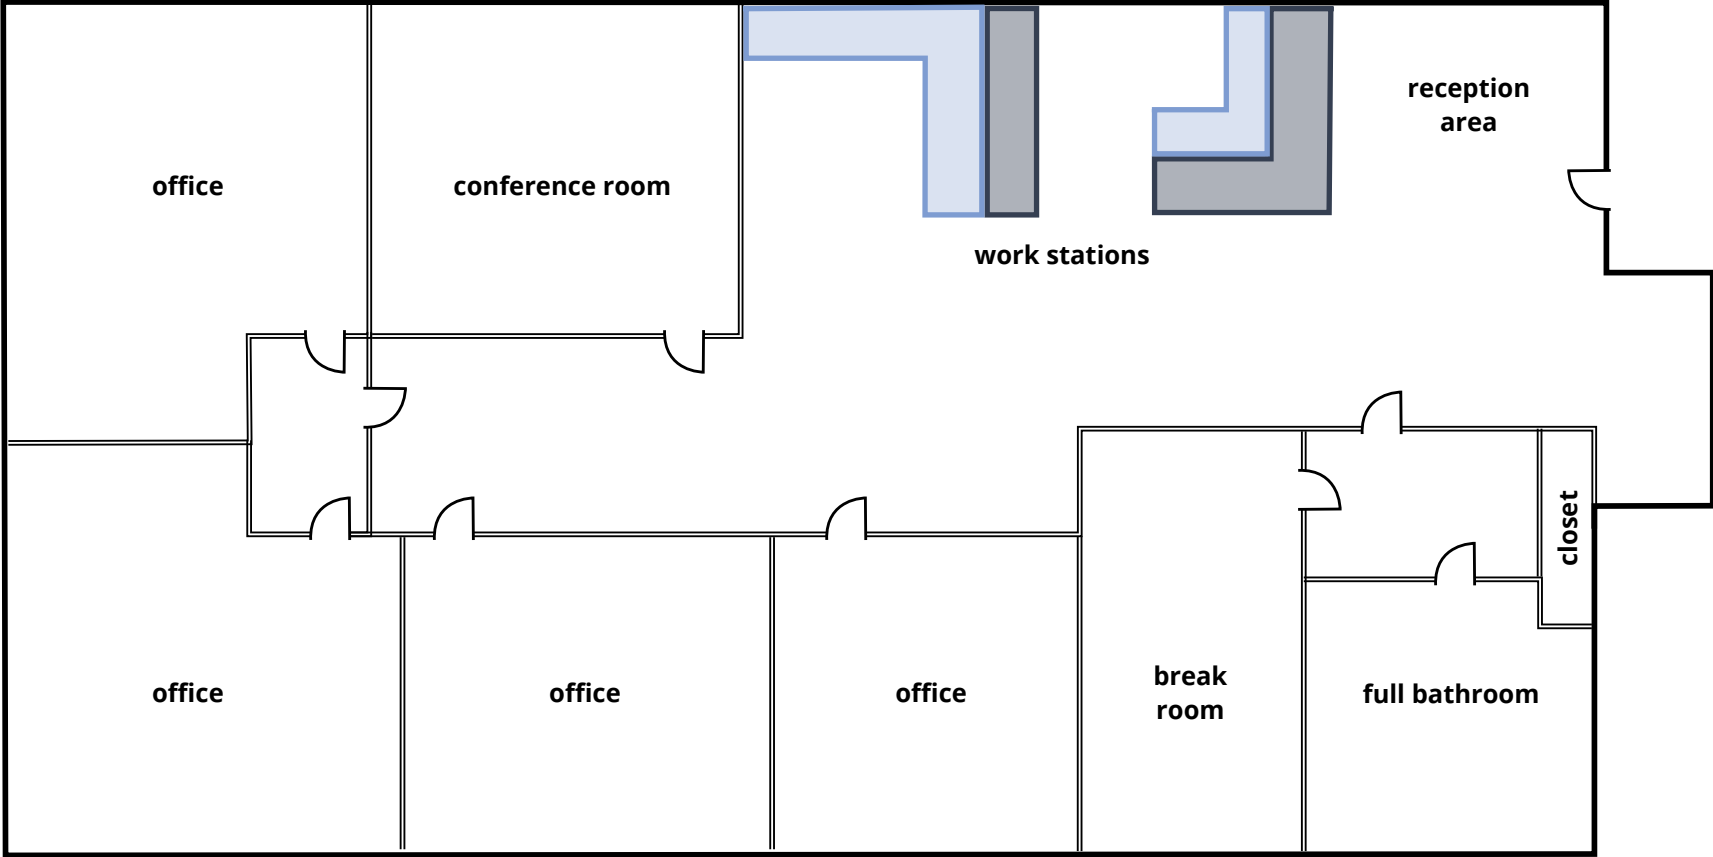 office
conference room
reception
area
work stations
closet
office
office
office
break
room
full bathroom